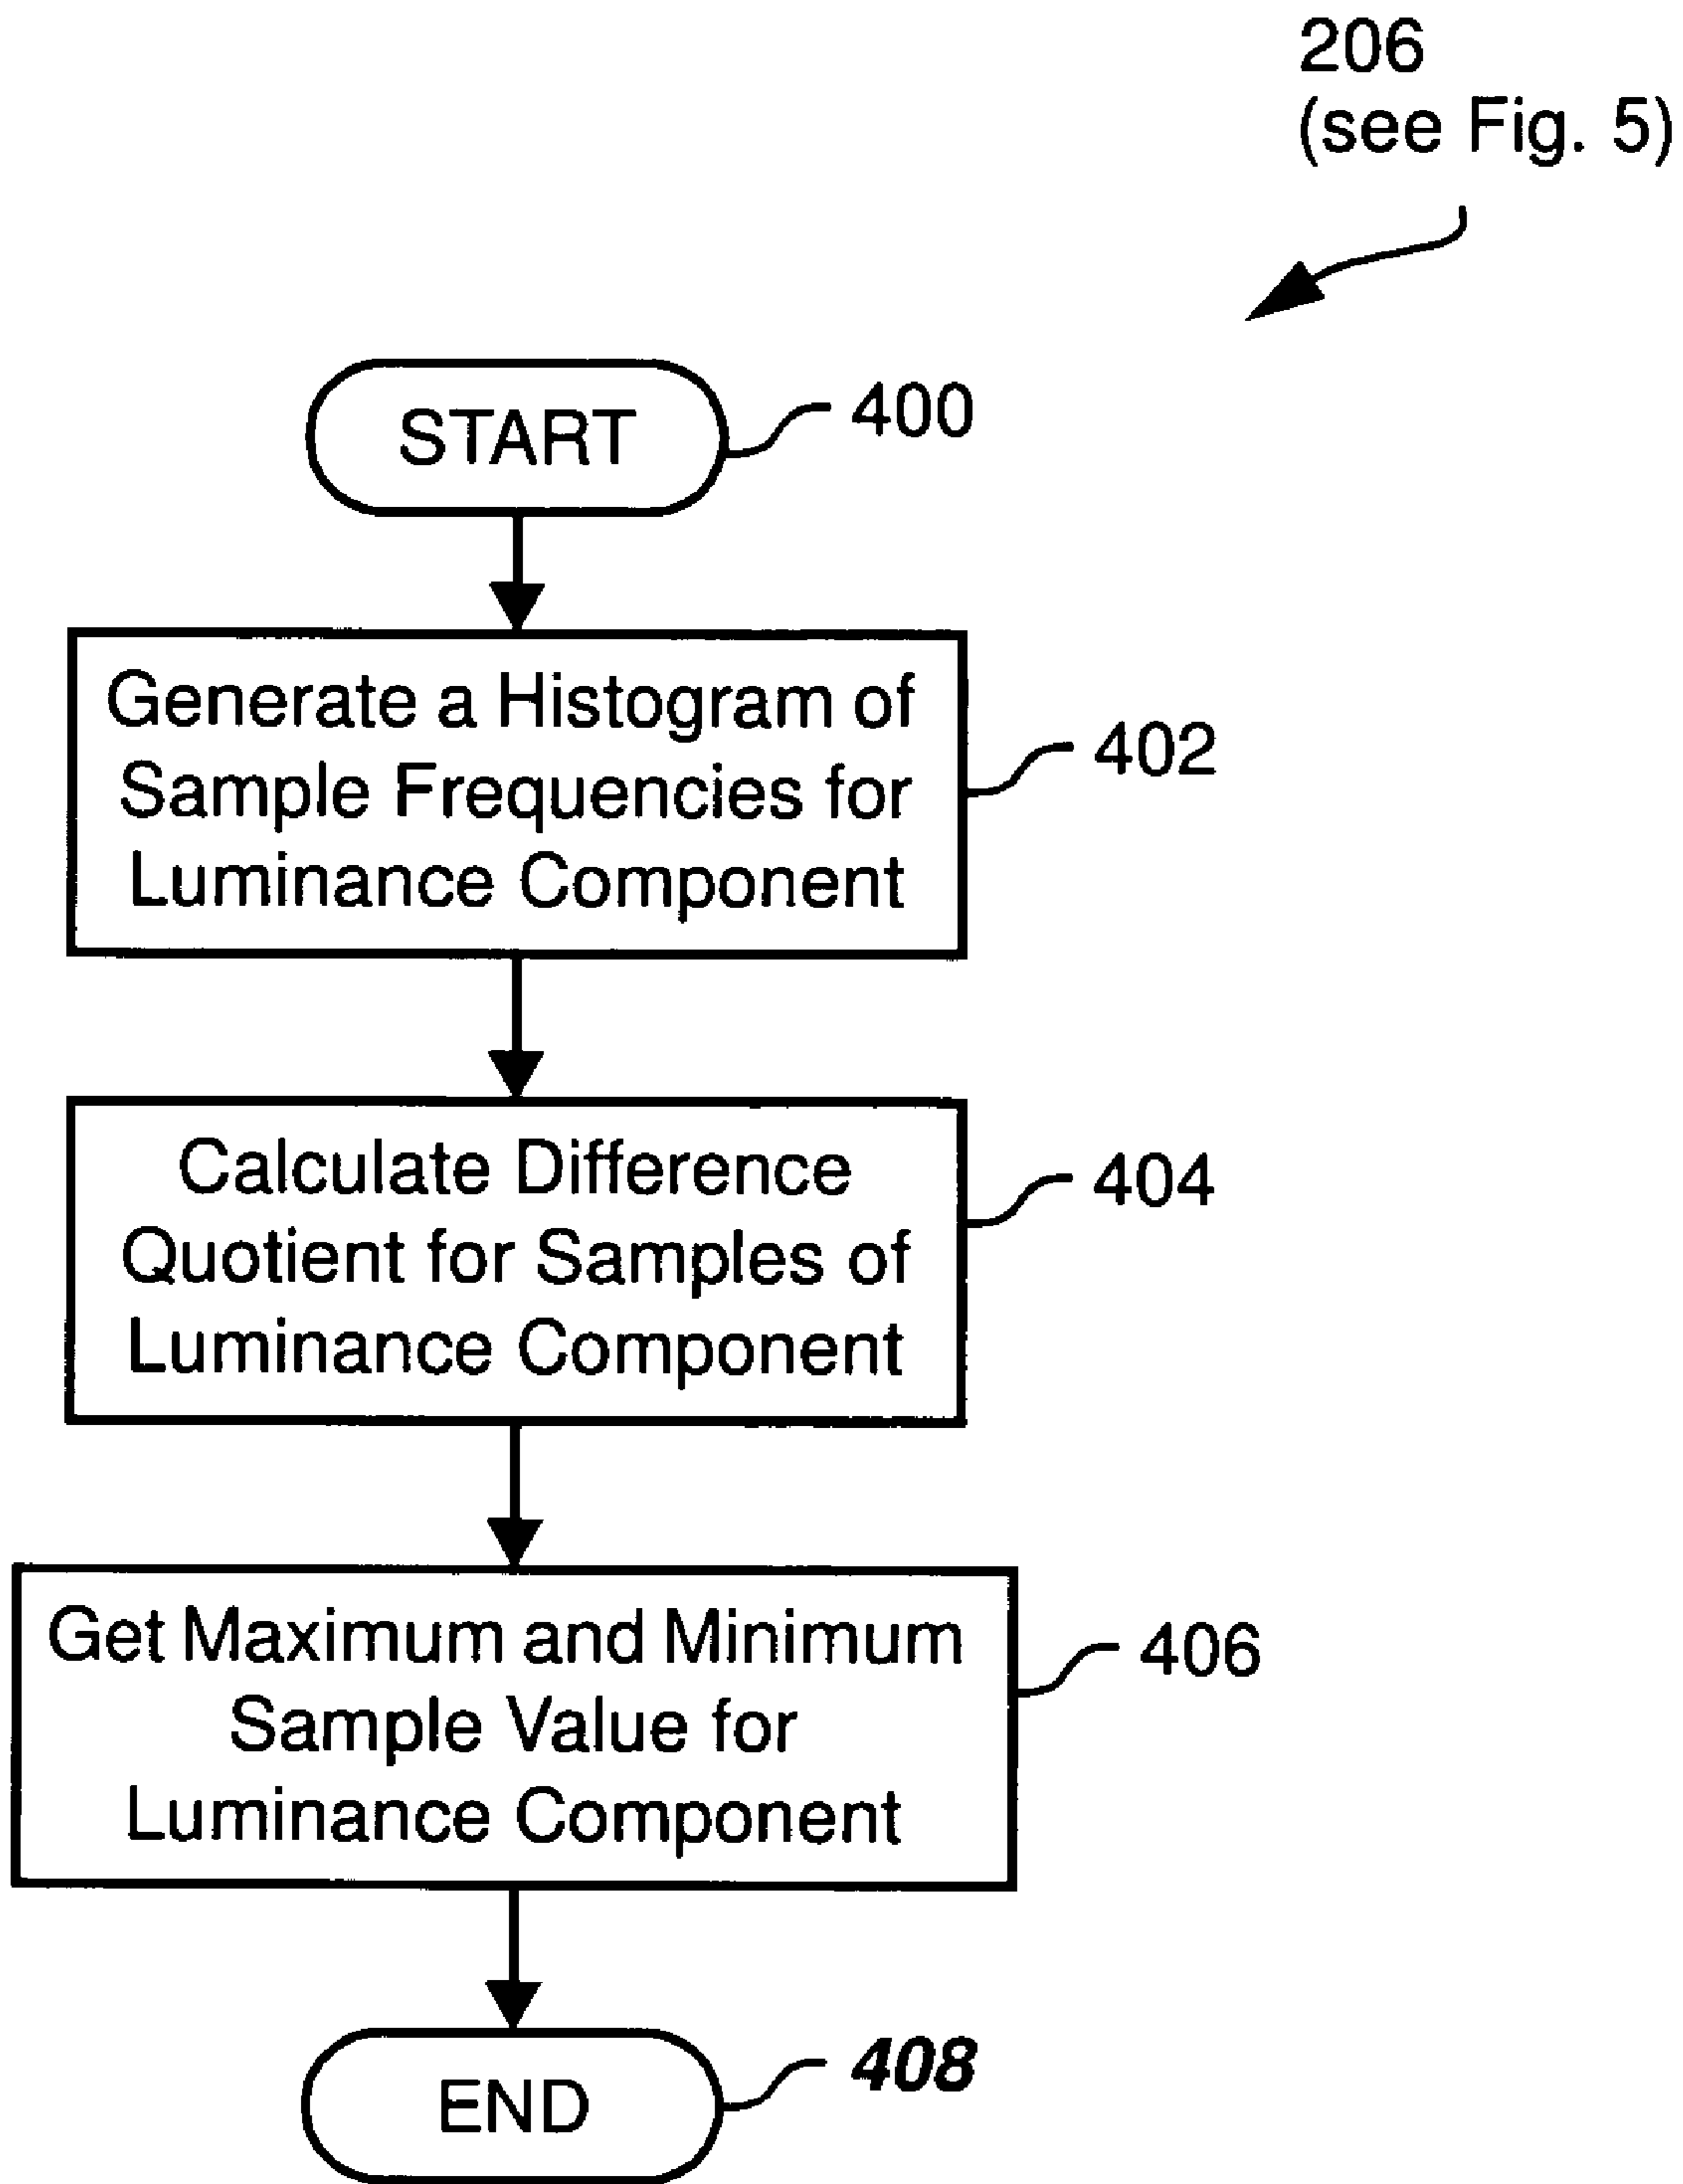 206
(see Fig. 5)
START
400
Generate a Histogram of
Sample Frequencies for
Luminance Component
402
Calculate Difference
Quotient for Samples of
Luminance Component
404
Get Maximum and Minimum
Sample Value for
Luminance Component
406
END
408